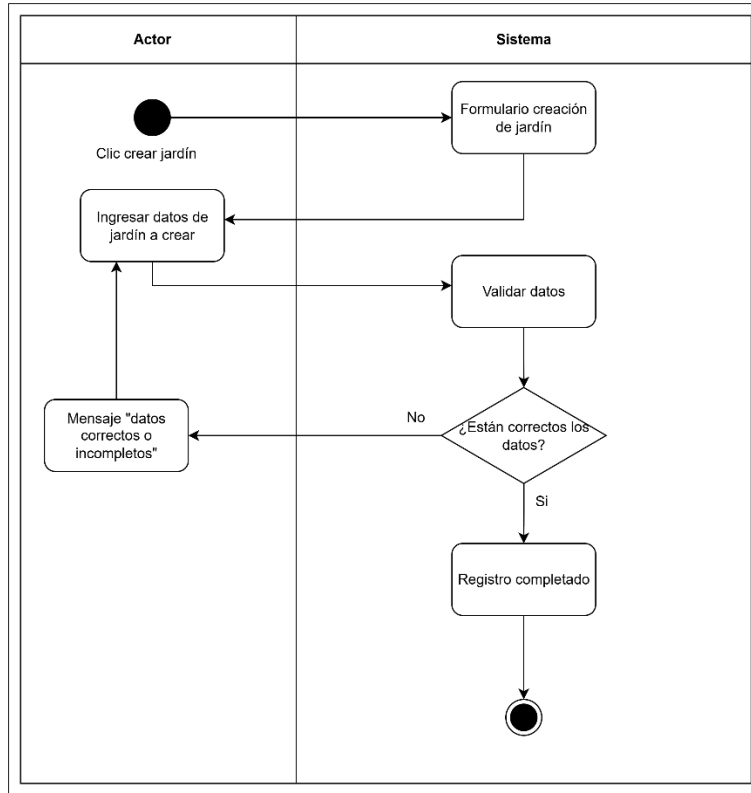 Actor
Sistema
Formulario creación
de jardín
Clic crear jardín
Ingresar datos de
jardín a crear
Validar datos
Mensaje "datos
correctos o
incompletos"
No
¿Están correctos los
datos?
Si
Registro completado